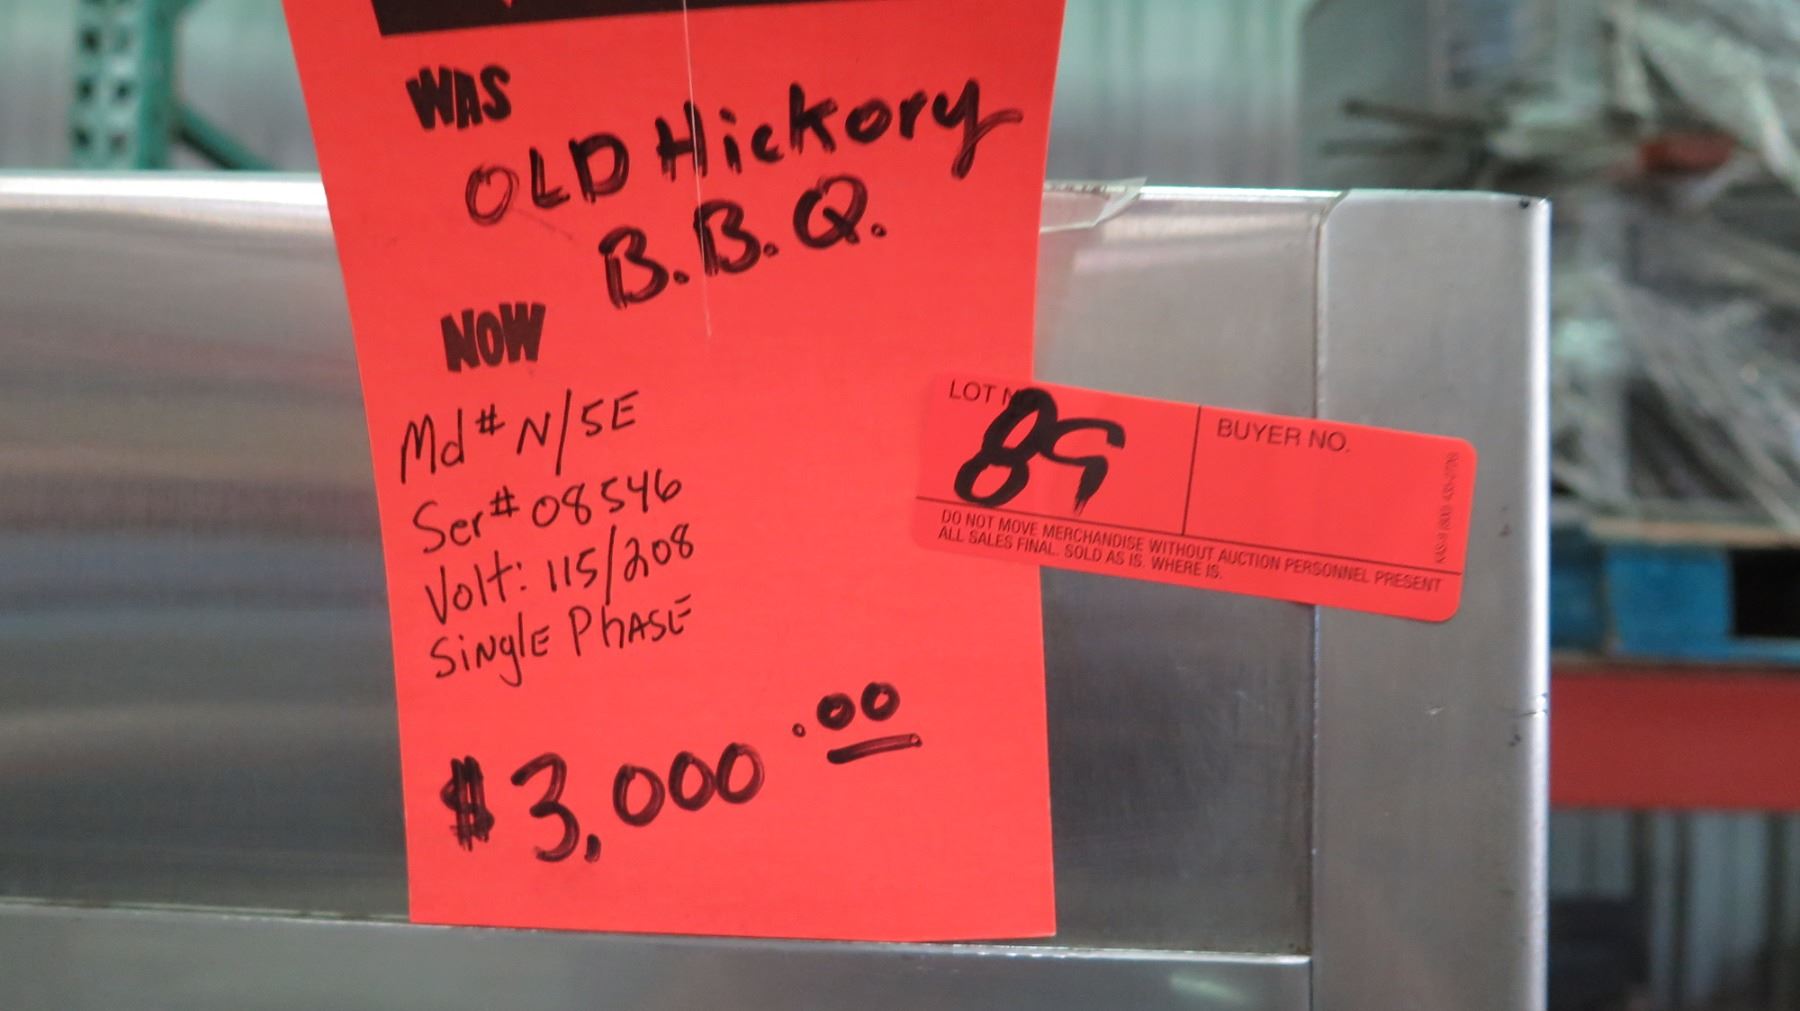 WAS
OLD Hickory
B.B.Q.
NOW
Md# N/SE
Ser# 08546
Volt: 115/208
Single Phase
$3,000.00
LOT
89
BUYER NO.
DO NOT MOVE MERCHANDISE WITHOUT AUCTION PERSONNEL PRESENT
ALL SALES FINAL. SOLD AS IS. WHERE IS.